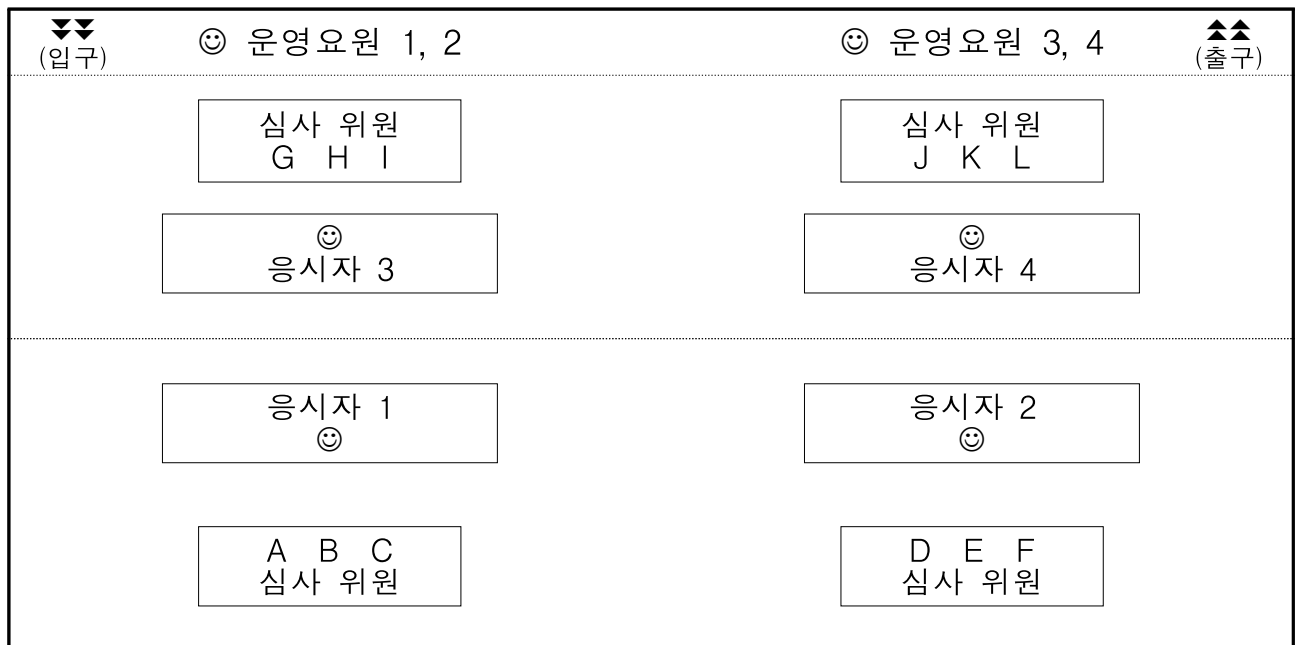 (입구) ☺ 운영요원 1, 2 ☺ 운영요원 3, 4 (출구)
심사 위원 심사 위원
G H I J K L
응시자 3 응시자 4
응시자 1 응시자 2
A B C D E F
심사 위원 심사 위원